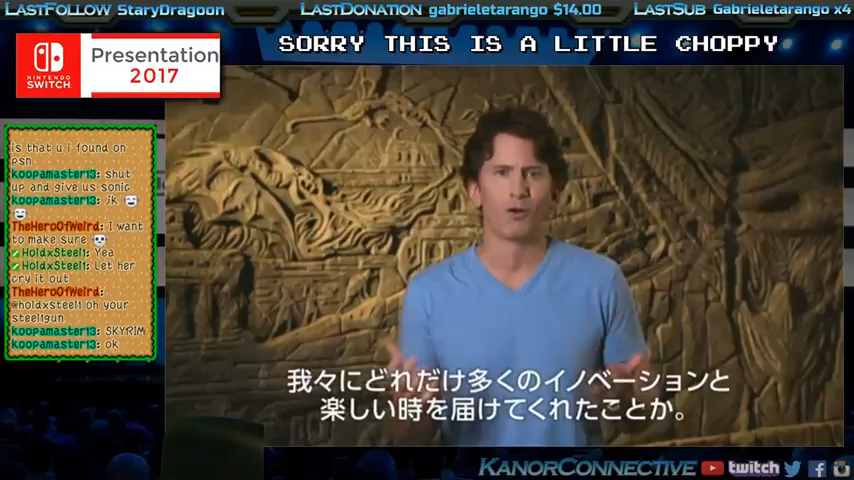 LASTFOLLOW StaryDragoon
LASTDONATION gabrieletarango $14.00
LASTSUB Gabrieletarango x4
SORRY THIS IS A LITTLE CHOPPY
NINTENDO
SWITCH
Presentation
2017
is that u i found on
psn
koopamaster13: shut
up and give us sonic
koopamaster13: jk
TheHeroOfWeird: I want
to make sure
HoldxSteel1: Yea
HoldxSteel1: Let her
cry it out
TheHeroOfWeird:
@holdxsteel1 oh your
steel1gun
koopamaster13: SKYRIM
koopamaster13: ok
我々にどれだけ多くのイノベーションと
楽しい時を届けてくれたことか。
KANORCONNECTIVE
twitch